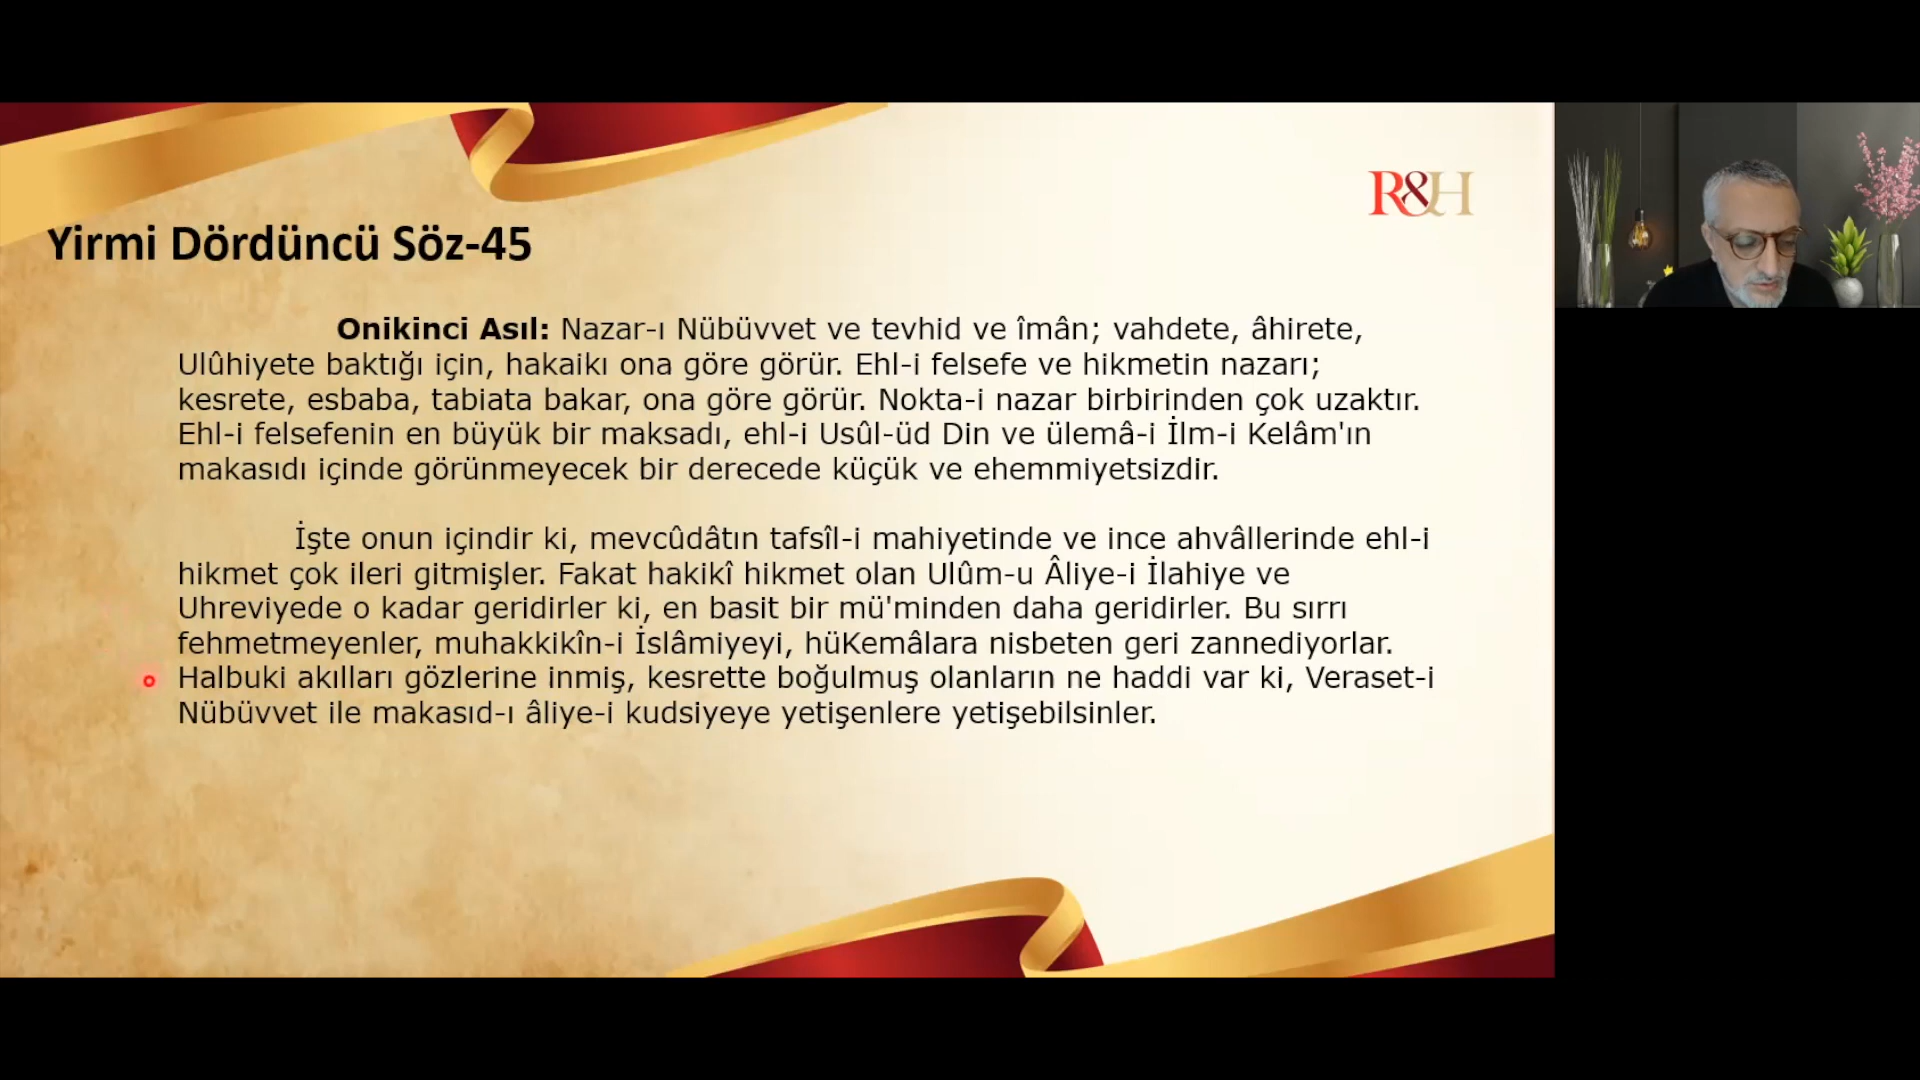 R&H
Yirmi Dördüncü Söz-45
Onikinci Asıl: Nazar-ı Nübüvvet ve tevhid ve îmân; vahdete, âhirete,
Ulûhiyete baktığı için, hakaikı ona göre görür. Ehl-i felsefe ve hikmetin nazarı;
kesrete, esbaba, tabiata bakar, ona göre görür. Nokta-i nazar birbirinden çok uzaktır.
Ehl-i felsefenin en büyük bir maksadı, ehl-i Usûl-üd Din ve ülemâ-i İlm-i Kelâm'ın
makasıdı içinde görünmeyecek bir derecede küçük ve ehemmiyetsizdir.
İşte onun içindir ki, mevcûdâtın tafsîl-i mahiyetinde ve ince ahvâllerinde ehl-i
hikmet çok ileri gitmişler. Fakat hakikî hikmet olan Ulûm-u Âliye-i İlahiye ve
Uhreviyede o kadar geridirler ki, en basit bir mü'minden daha geridirler. Bu sırrı
fehmetmeyenler, muhakkikîn-i İslâmiyeyi, hüKemâlara nisbeten geri zannediyorlar.
Halbuki akılları gözlerine inmiş, kesrette boğulmuş olanların ne haddi var ki, Veraset-i
Nübüvvet ile makasıd-ı âliye-i kudsiyeye yetişenlere yetişebilsinler.